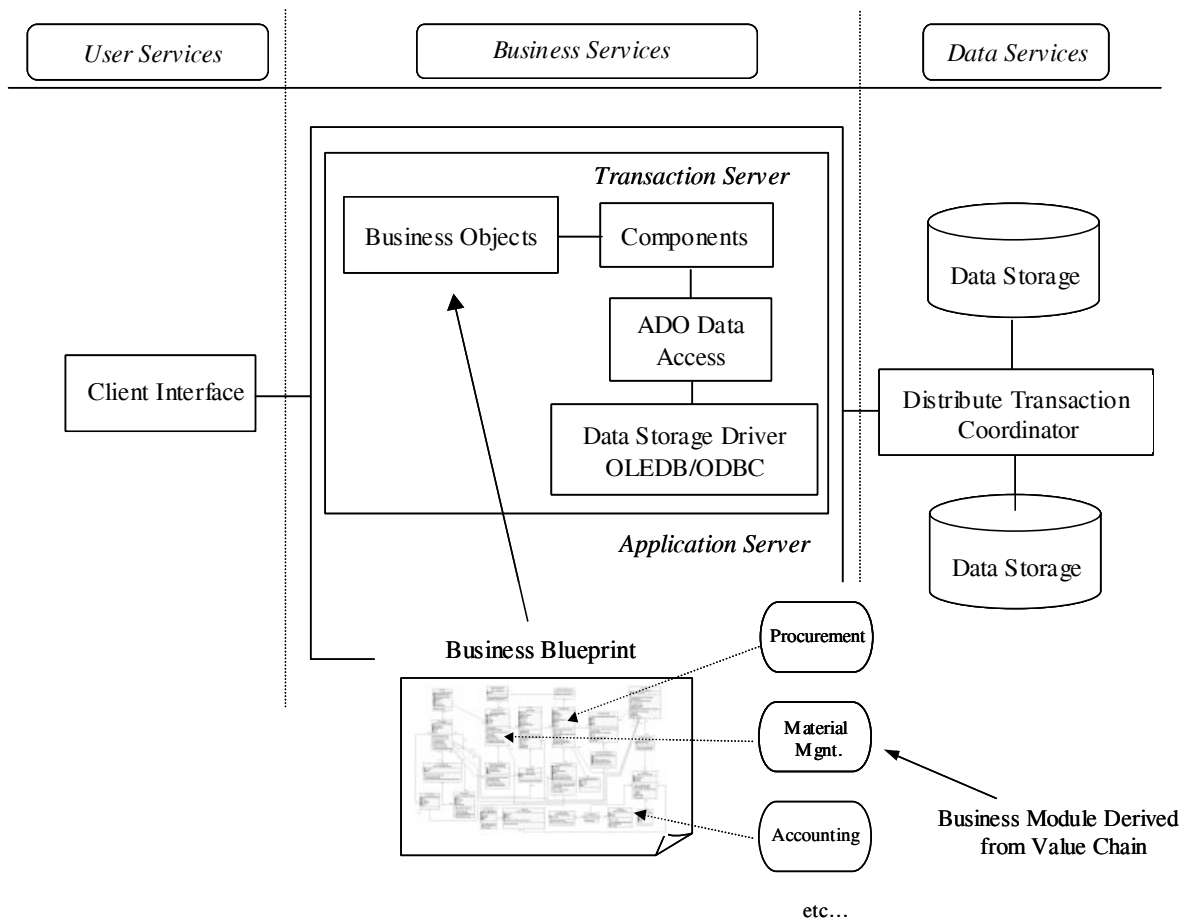 User Services
Business Services
Data Services
Transaction Server
Business Objects
Components
Data Storage
ADO Data
Access
Client Interface
Distribute Transaction
Coordinator
Data Storage Driver
OLEDB/ODBC
Application Server
Data Storage
Procurement
Business Blueprint
Material
Mgnt.
Business Module Derived
from Value Chain
Accounting
etc…